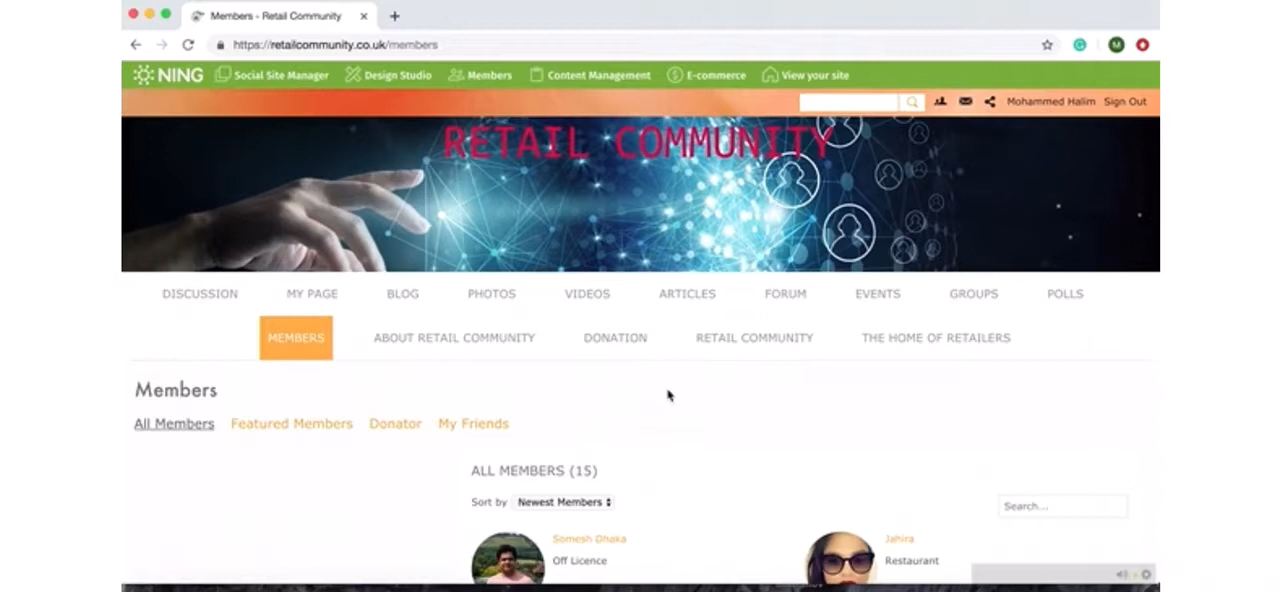 Members - Retail Community
https://retailcommunity.co.uk/members
M
NING Social Site Manager Design Studio Members Content Management E-commerce View your site
Mohammed Halim Sign Out
RETAIL COMMUNITY
DISCUSSION MY PAGE BLOG PHOTOS VIDEOS ARTICLES FORUM EVENTS GROUPS POLLS
MEMBERS ABOUT RETAIL COMMUNITY DONATION RETAIL COMMUNITY THE HOME OF RETAILERS
Members
All Members Featured Members Donator My Friends
ALL MEMBERS (15)
Sort by Newest Members
Search...
Somesh Dhaka Jahira
Off Licence Restaurant